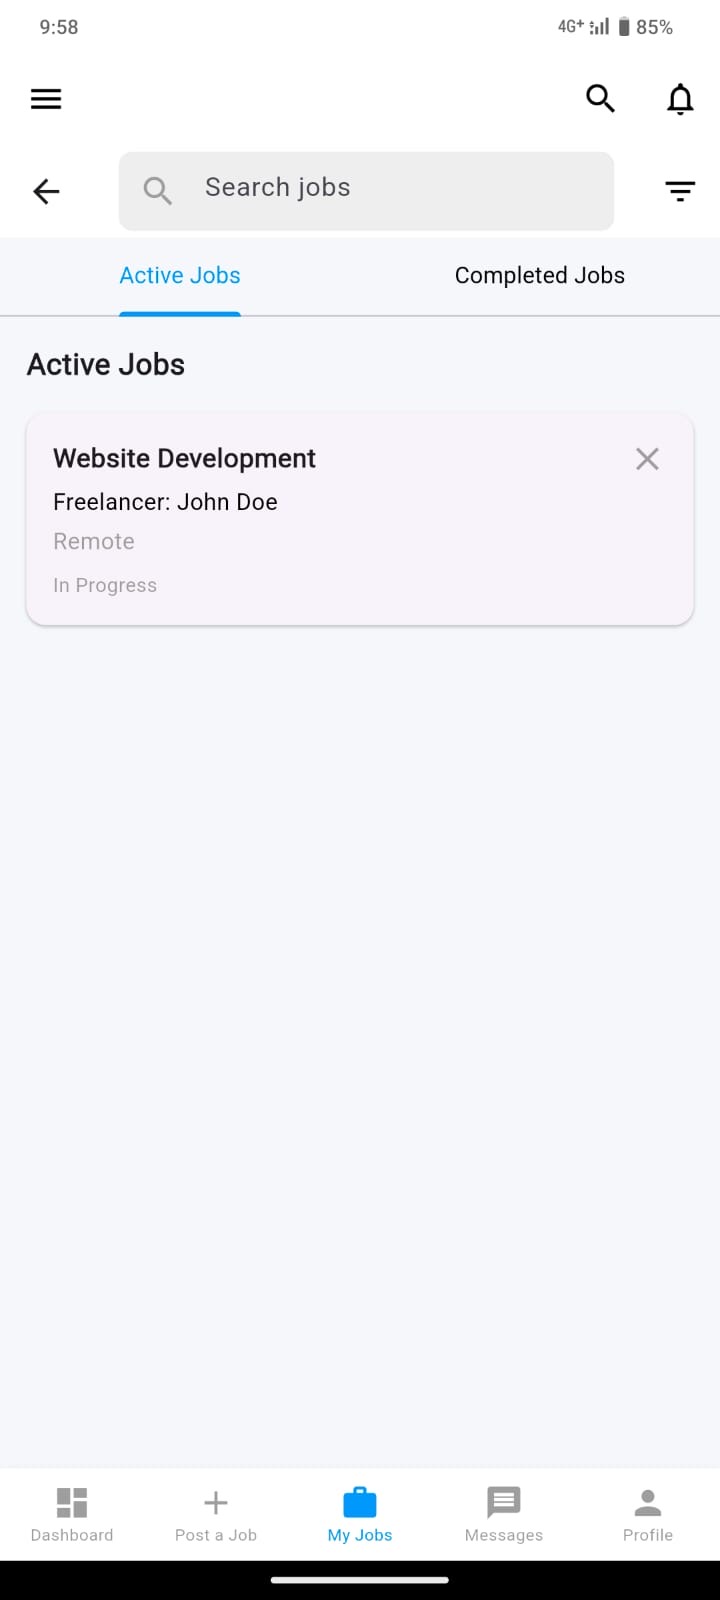 9:58
4G+ 85%
Search jobs
Active Jobs
Completed Jobs
Active Jobs
Website Development
Freelancer: John Doe
Remote
In Progress
Dashboard
Post a Job
My Jobs
Messages
Profile